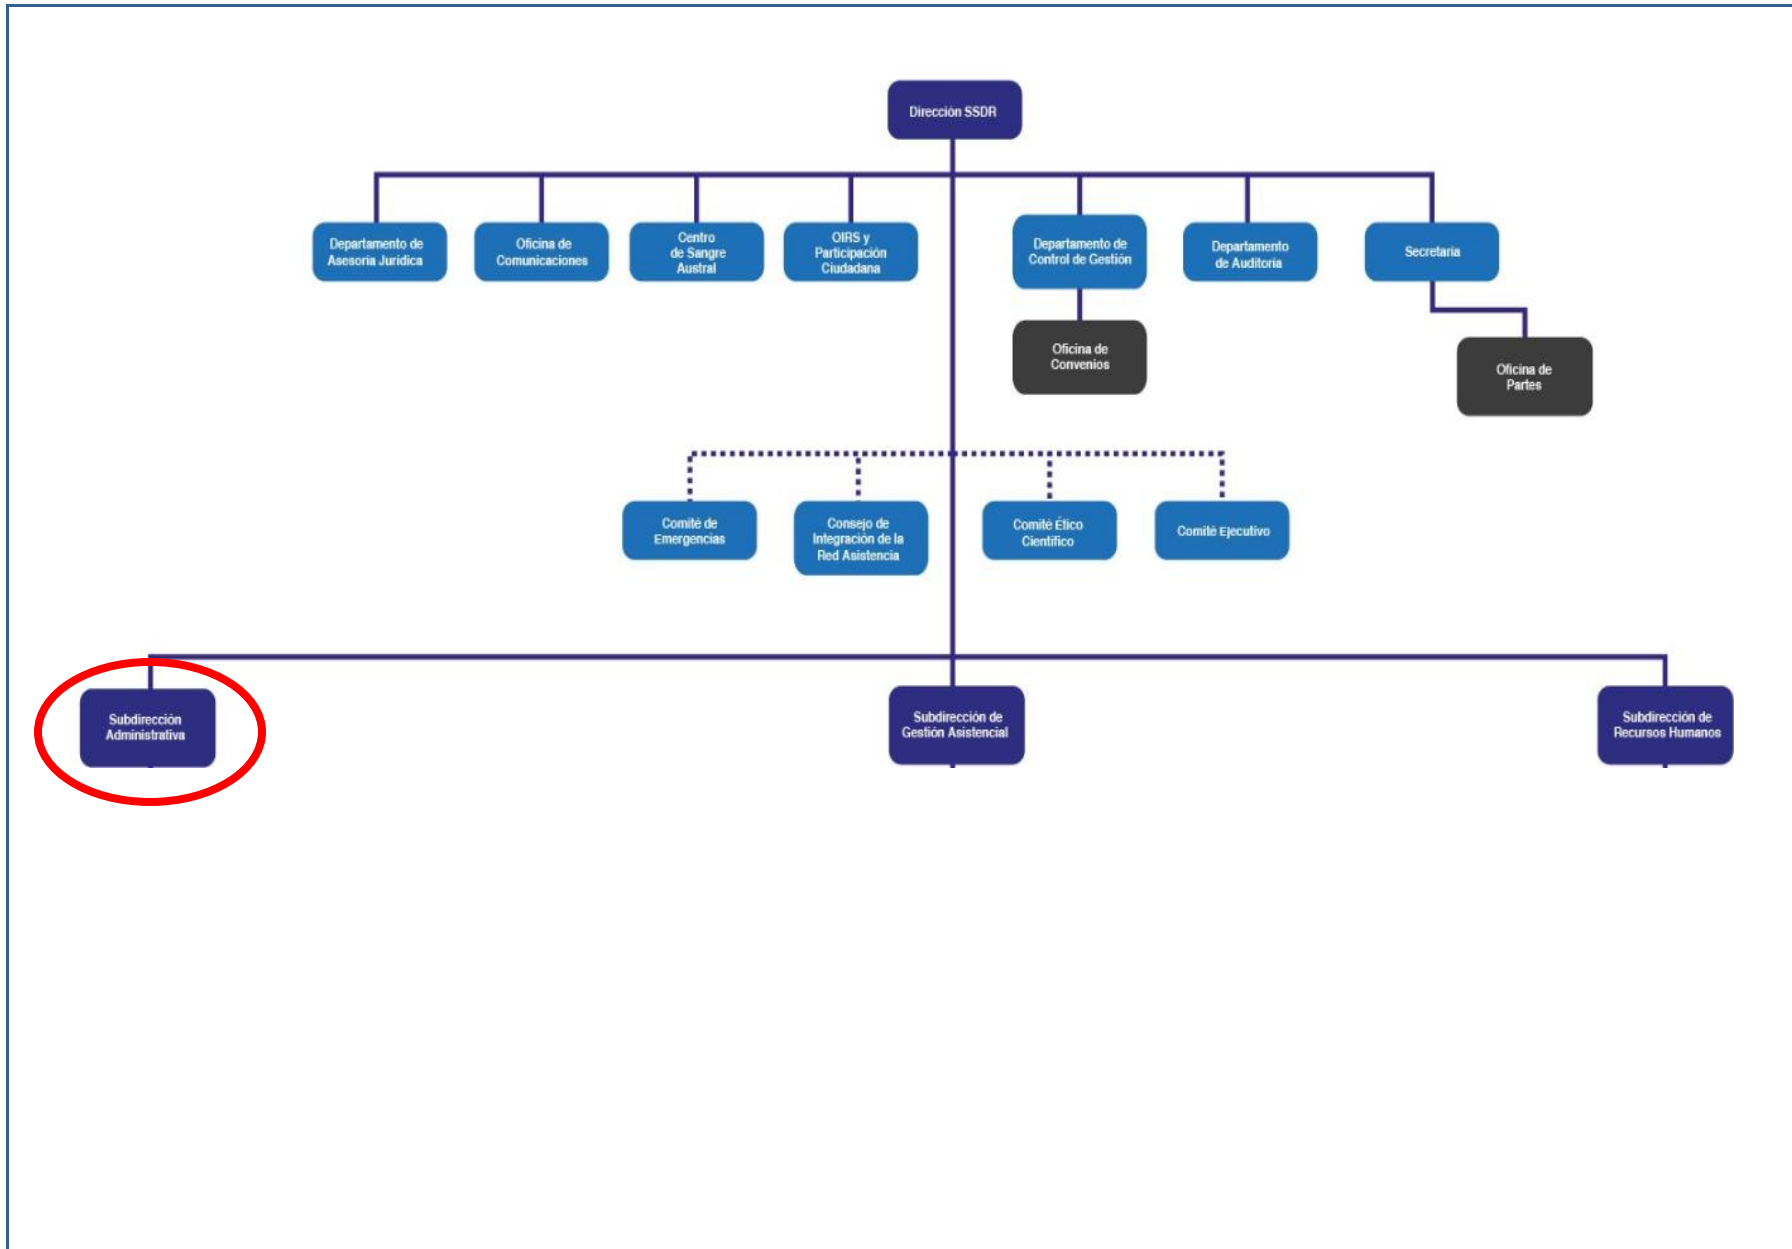 Dirección SSDR
Departamento de
Asesoría Jurídica
Oficina de
Comunicaciones
Centro
de Sangre
Austral
OIRS y
Participación
Ciudadana
Departamento de
Control de Gestión
Departamento
de Auditoría
Secretaría
Oficina de
Convenios
Oficina de
Partes
Comité de
Emergencias
Consejo de
Integración de la
Red Asistencia
Comité Ético
Científico
Comité Ejecutivo
Subdirección
Administrativa
Subdirección de
Gestión Asistencial
Subdirección de
Recursos Humanos